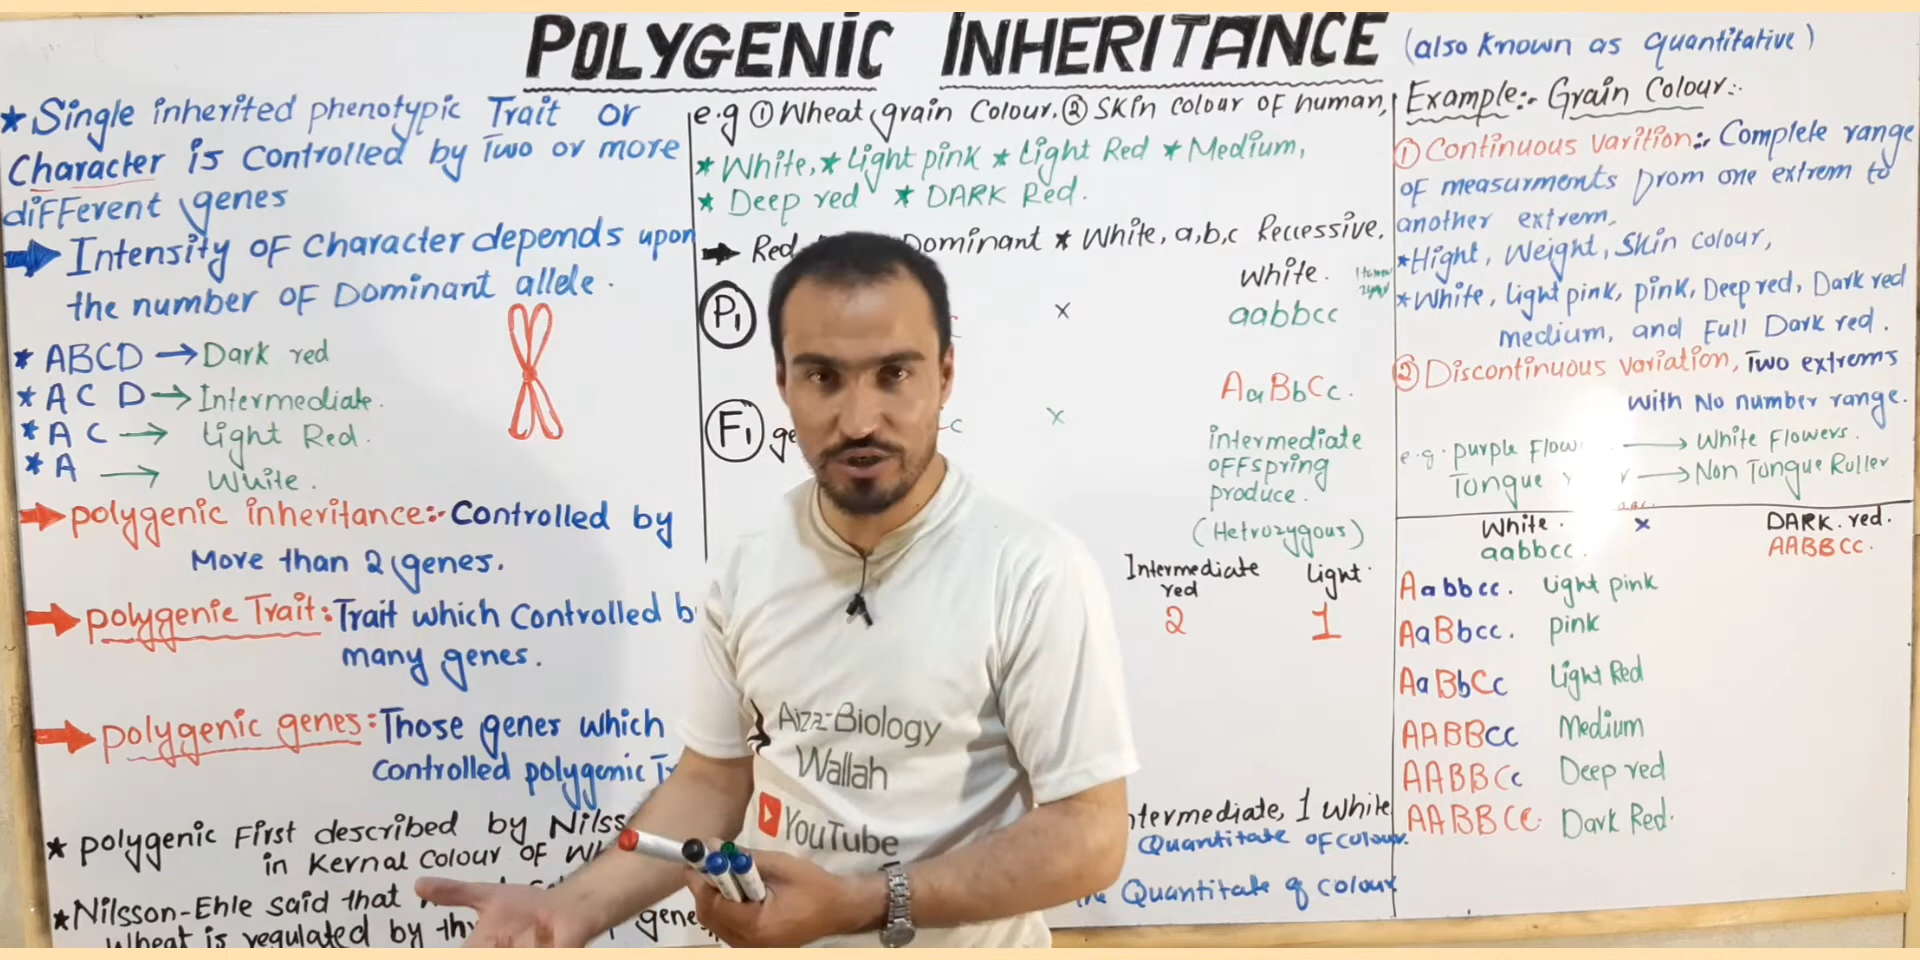 POLYGENIC INHERITANCE (also known as quantitative)
★ Single inherited phenotypic Trait or
Character is Controlled by Two or more
different genes
Intensity of Character depends upon
the number of Dominant allele.
★ ABCD → Dark red
★ A C D → Intermediate.
★ A C → Light Red.
★ A → White.
polygenic inheritance:- Controlled by
More than 2 genes.
polygenic Trait: Trait which Controlled b
many genes.
polygenic genes: Those genes which
Controlled polygenic Tr
★ polygenic First described by Nilss
in Kernal Colour of Wh
★ Nilsson-Ehle said that
Wheat is regulated by th gene
e.g ① Wheat grain Colour. ② Skin colour of human,
★ White, ★ Light pink ★ Light Red ★ Medium,
★ Deep red ★ DARK Red.
Red Dominant ★ White, a,b,c Reccessive.
White.
P1 x aabbcc
AaBbCc.
F1 ge c x
intermediate
offspring
produce.
(Hetrozygous)
Intermediate Light.
red
2 1
ntermediate, 1 white
Quantitate of colour.
the Quantitate of colour
Example:- Grain Colour:-
① Continuous varition:- Complete range
of measurments from one extrem to
another extrem,
★ Hight, Weight, Skin colour,
★ White, Light pink, pink, Deep red, Dark red
medium, and Full Dark red.
② Discontinuous variation, Two extrems
with No number range.
e.g. purple Flow → White Flowers.
Tongue r → Non Tongue Ruller
White. x DARK. red.
aabbcc. AABBCC.
Aabbcc. Light pink
AaBbcc. pink
AaBbCc Light Red
AABBcc Medium
AABBCc Deep red
AABBCC. Dark Red.
Aizz-Biology
Wallah
YouTube